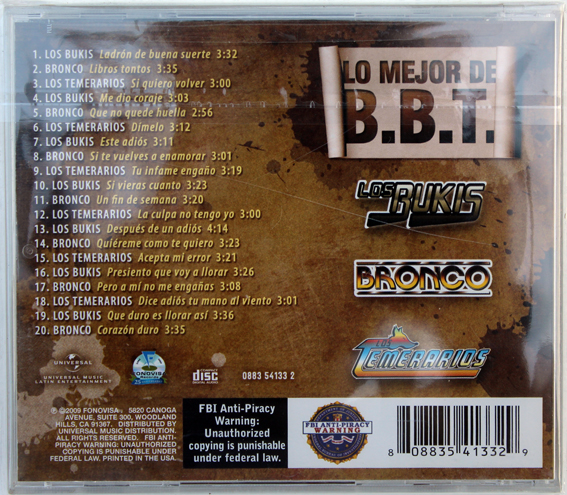 1. LOS BUKIS Ladrón de buena suerte 3:32
2. BRONCO Libros tontos 3:35
3. LOS TEMERARIOS Si quiero volver 3:00
4. LOS BUKIS Me dio coraje 3:03
5. BRONCO Que no quede huella 2:56
6. LOS TEMERARIOS Dímelo 3:12
7. LOS BUKIS Este adiós 3:11
8. BRONCO Si te vuelves a enamorar 3:01
9. LOS TEMERARIOS Tu infame engaño 3:19
10. LOS BUKIS Si vieras cuanto 3:23
11. BRONCO Un fin de semana 3:20
12. LOS TEMERARIOS La culpa no tengo yo 3:00
13. LOS BUKIS Después de un adiós 4:14
14. BRONCO Quiéreme como te quiero 3:23
15. LOS TEMERARIOS Acepta mi error 3:21
16. LOS BUKIS Presiento que voy a llorar 3:26
17. BRONCO Pero a mí no me engañas 3:08
18. LOS TEMERARIOS Dice adiós tu mano al viento 3:01
19. LOS BUKIS Que duro es llorar así 3:36
20. BRONCO Corazón duro 3:35
LO MEJOR DE
B.B.T.
LOS BUKIS
BRONCO
LOS
TEMERARIOS
UNIVERSAL
UNIVERSAL MUSIC
LATIN ENTERTAINMENT
FONOVISA
COMPACT
disc
DIGITAL AUDIO
0883 54133 2
℗©2009 FONOVISA. 5820 CANOGA
AVENUE, SUITE 300, WOODLAND
HILLS, CA 91367. DISTRIBUTED BY
UNIVERSAL MUSIC DISTRIBUTION.
ALL RIGHTS RESERVED. FBI ANTI-
PIRACY WARNING: UNAUTHORIZED
COPYING IS PUNISHABLE UNDER
FEDERAL LAW. PRINTED IN THE USA.
FBI Anti-Piracy
Warning:
Unauthorized
copying is punishable
under federal law.
FBI ANTI-PIRACY
WARNING
8 08835 41332 9